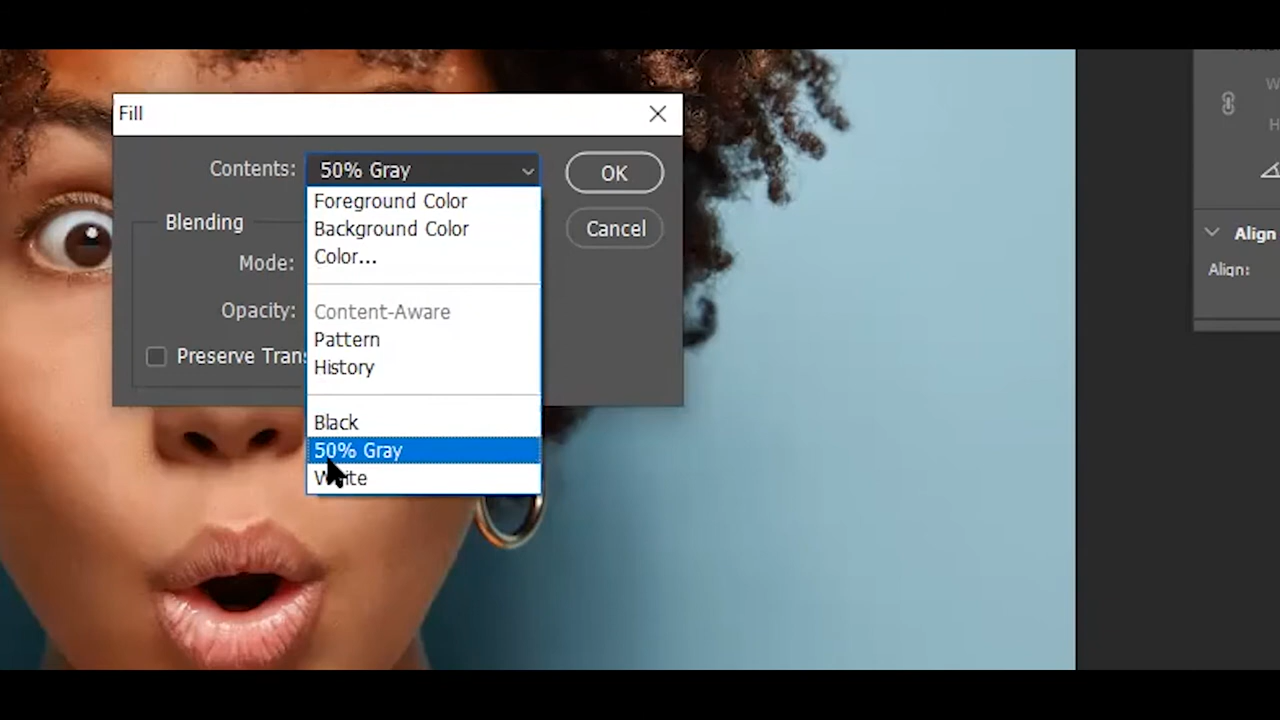 Fill
Contents: 50% Gray
OK
Foreground Color
Background Color
Color...
Cancel
Blending
Mode:
Content-Aware
Opacity:
Pattern
Preserve Trans
History
Black
50% Gray
White
W
H
Align
Align: